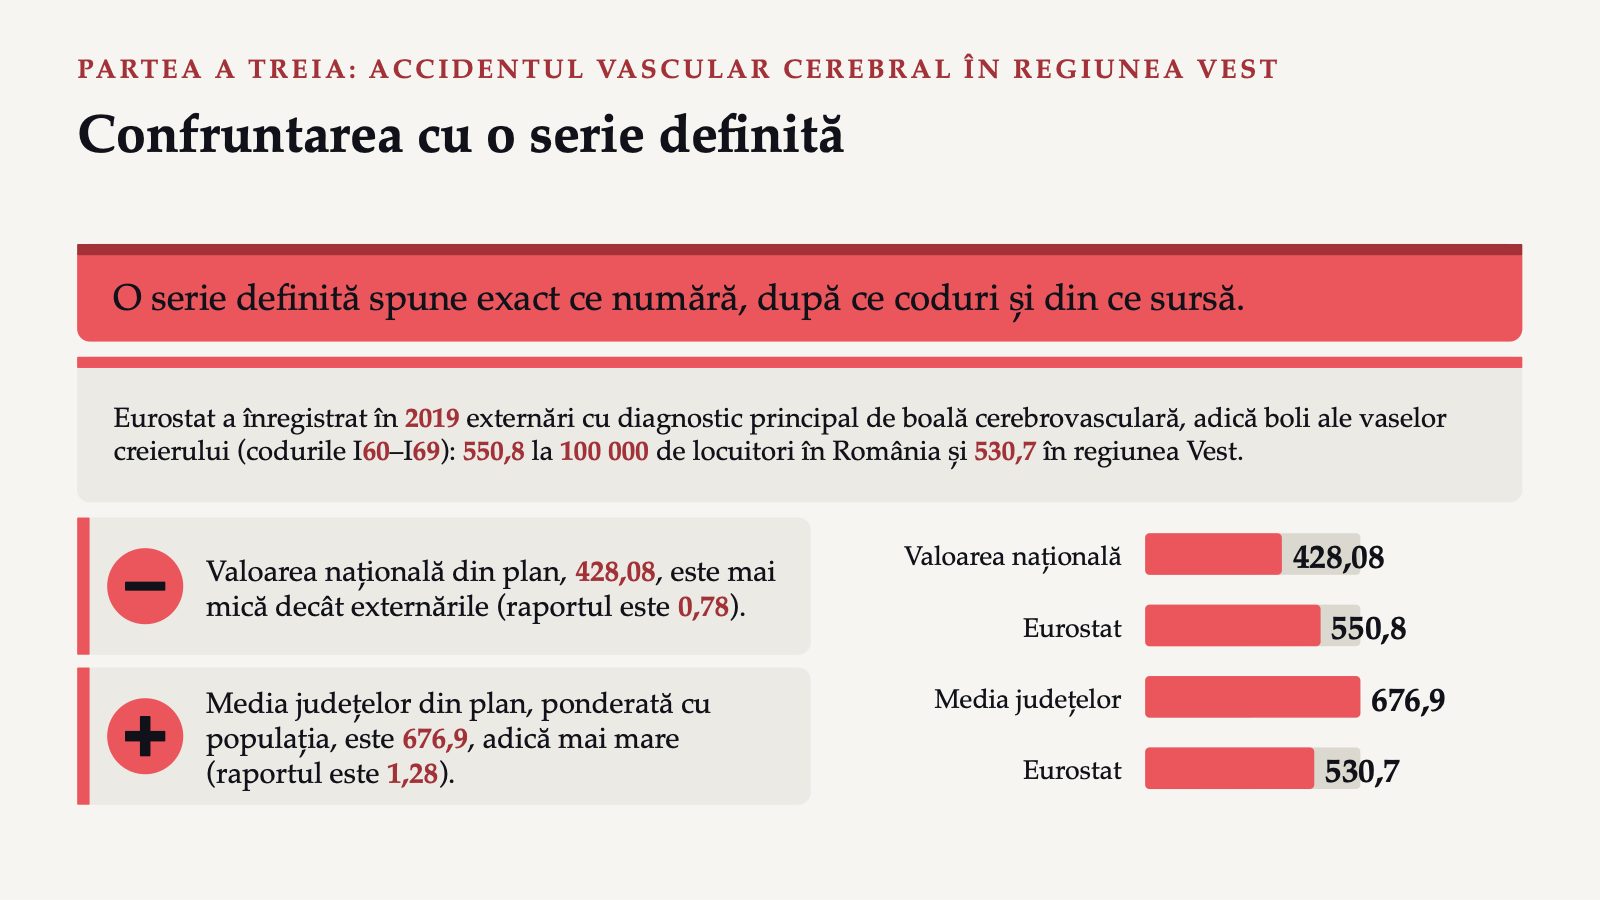 PARTEA A TREIA: ACCIDENTUL VASCULAR CEREBRAL ÎN REGIUNEA VEST
Confruntarea cu o serie definită
O serie definită spune exact ce numără, după ce coduri și din ce sursă.
Eurostat a înregistrat în 2019 externări cu diagnostic principal de boală cerebrovasculară, adică boli ale vaselor
creierului (codurile I60–I69): 550,8 la 100 000 de locuitori în România și 530,7 în regiunea Vest.
Valoarea națională din plan, 428,08, este mai
mică decât externările (raportul este 0,78).
Media județelor din plan, ponderată cu
populația, este 676,9, adică mai mare
(raportul este 1,28).
Valoarea națională 428,08
Eurostat 550,8
Media județelor 676,9
Eurostat 530,7